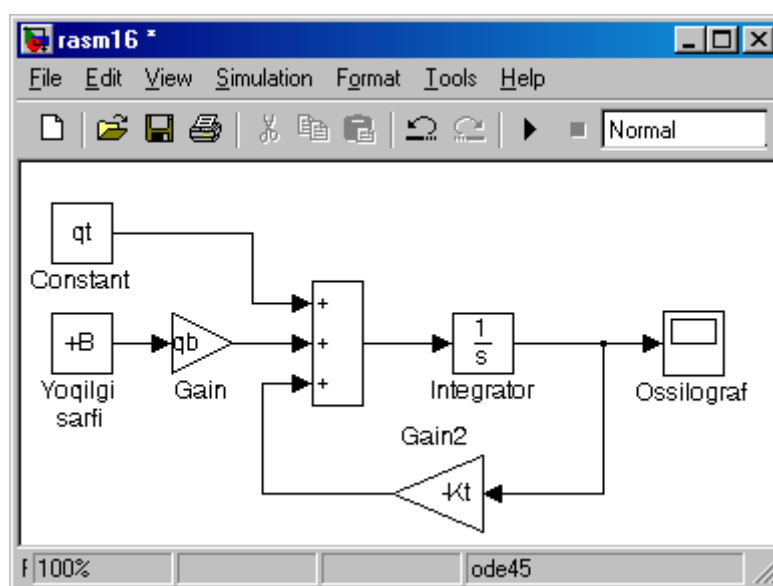 rasm16 *
File Edit View Simulation Format Tools Help
Normal
qt
Constant
+B
Yoqilgi
sarfi
qb
Gain
+
+
+
1
s
Integrator
Ossilograf
Gain2
-Kt
F 100% ode45